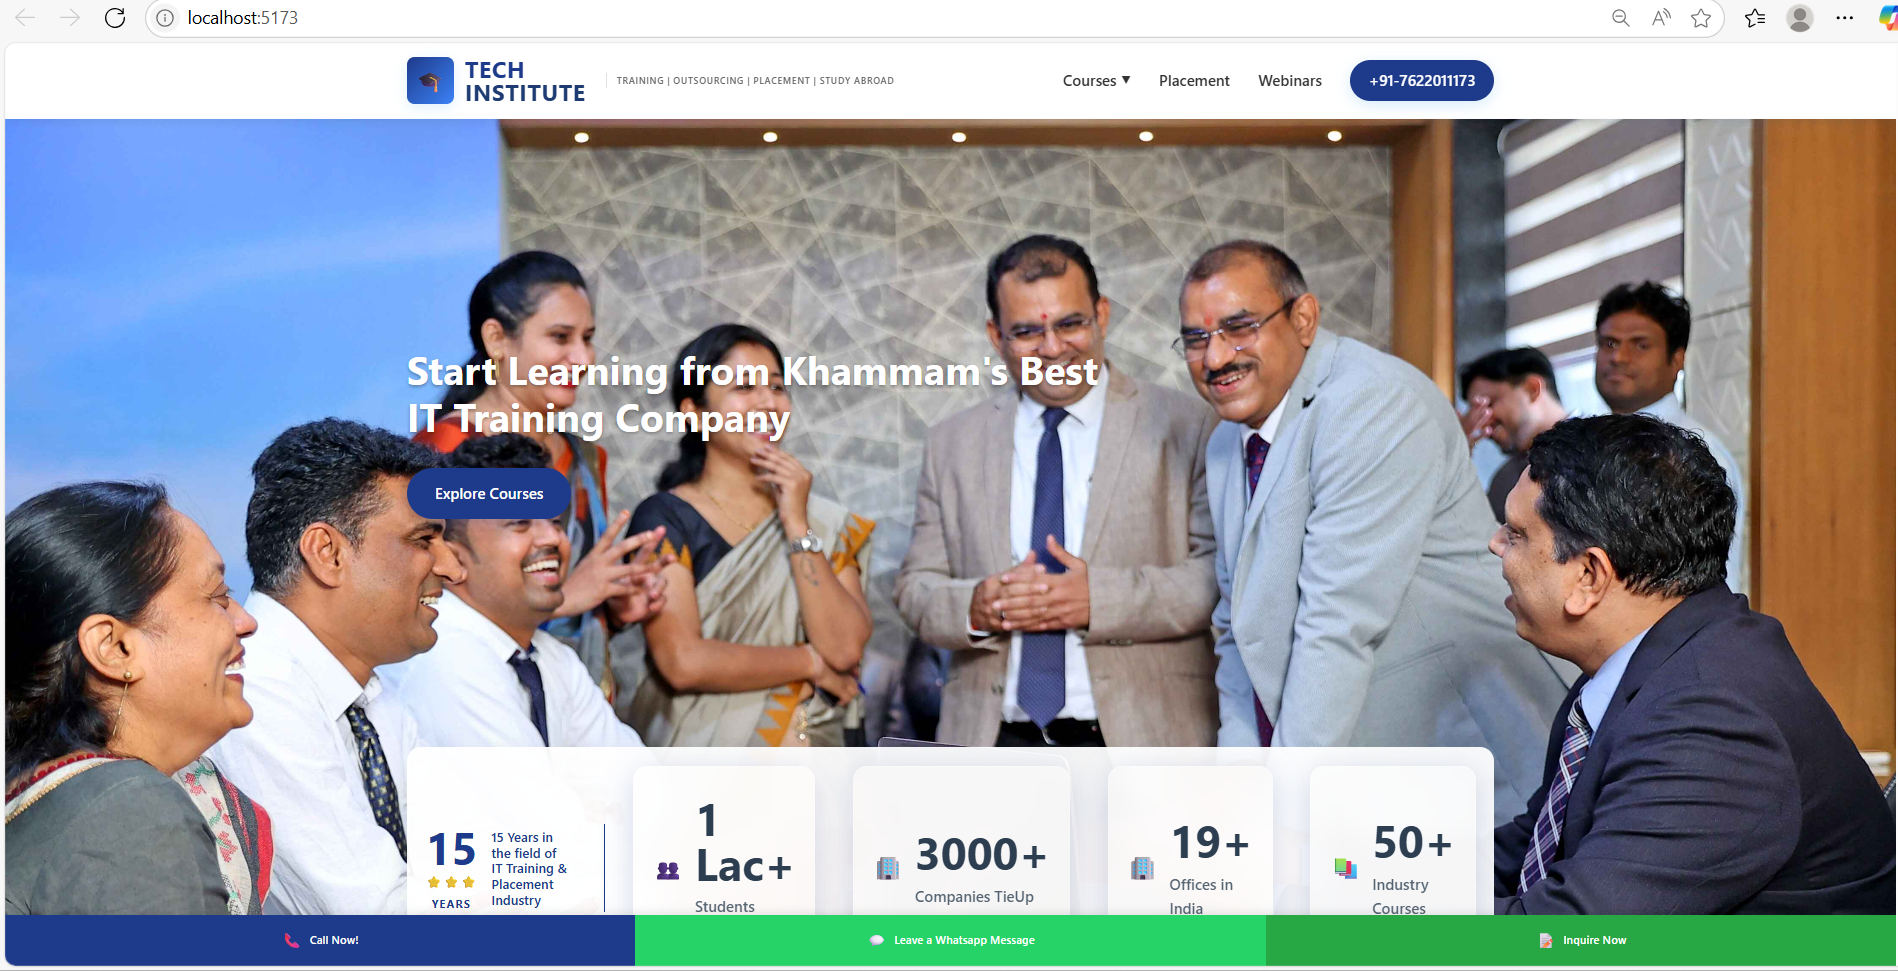 localhost:5173
TECH
INSTITUTE
TRAINING | OUTSOURCING | PLACEMENT | STUDY ABROAD
Courses ▼
Placement
Webinars
+91-7622011173
Start Learning from Khammam's Best
IT Training Company
Explore Courses
15
YEARS
15 Years in
the field of
IT Training &
Placement
Industry
1
Lac+
Students
3000+
Companies TieUp
19+
Offices in
India
50+
Industry
Courses
Call Now!
Leave a Whatsapp Message
Inquire Now